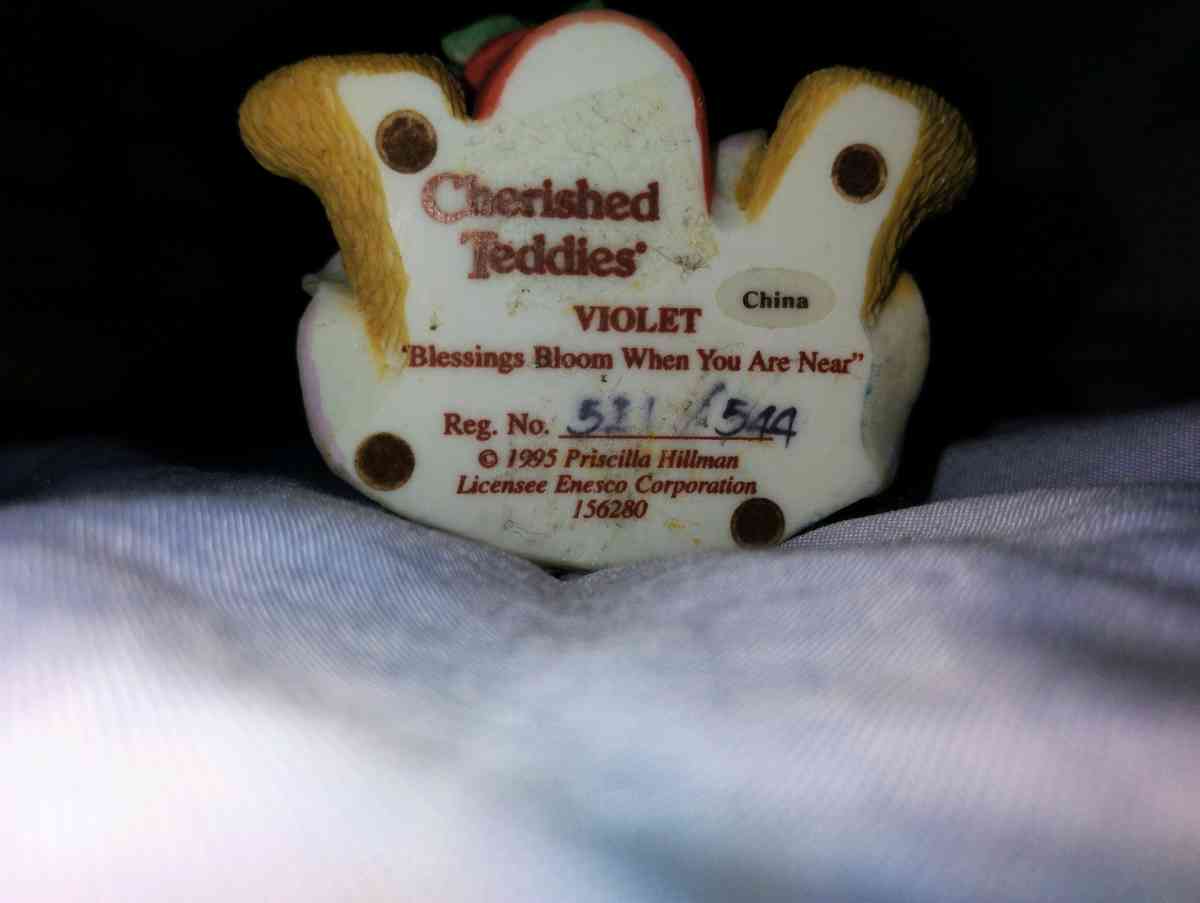 Cherished
Teddies®
China
VIOLET
"Blessings Bloom When You Are Near"
Reg. No. /544
© 1995 Priscilla Hillman
Licensee Enesco Corporation
156280